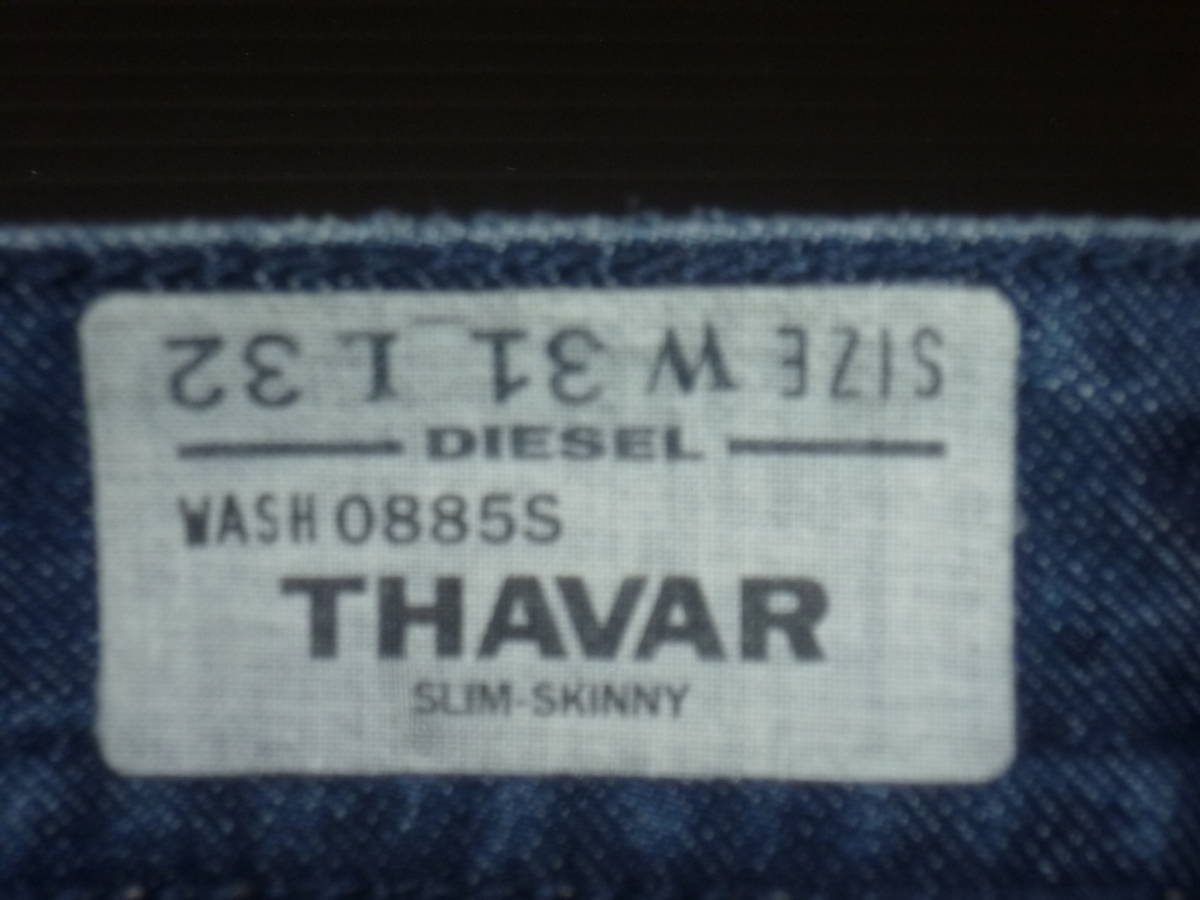 SIZE W 31 L 32
DIESEL
WASH 0885S
THAVAR
SLIM-SKINNY